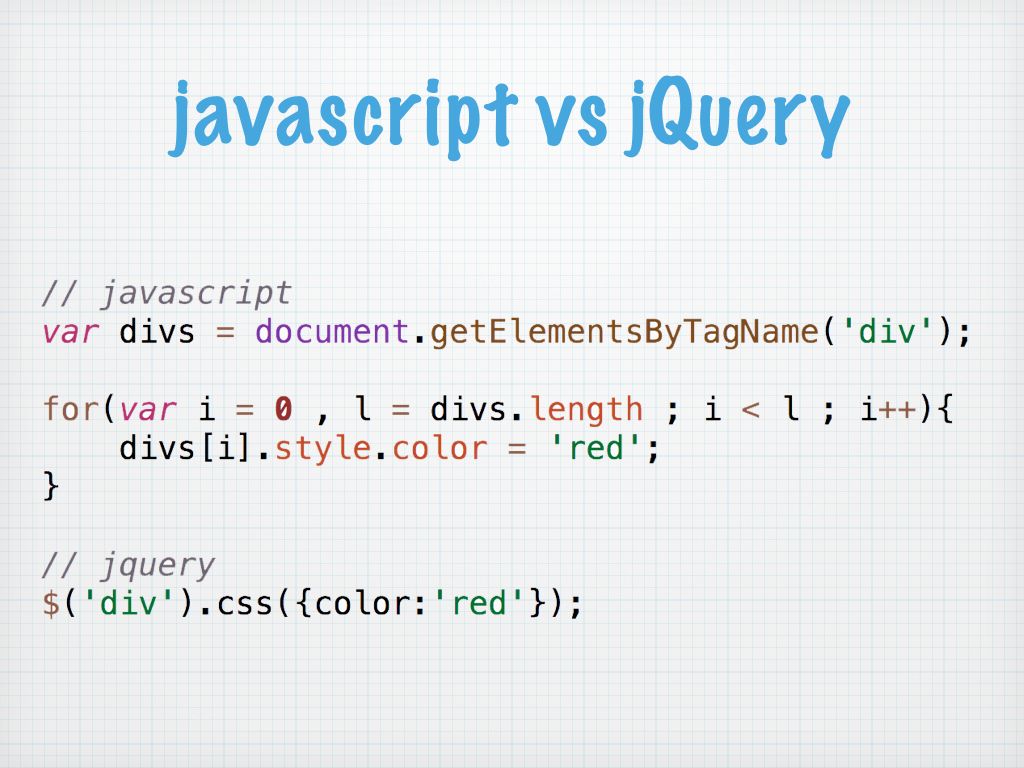 javascript vs jQuery
// javascript
var divs = document.getElementsByTagName('div');
for(var i = 0 , l = divs.length ; i < l ; i++){
    divs[i].style.color = 'red';
}
// jquery
$('div').css({color:'red'});